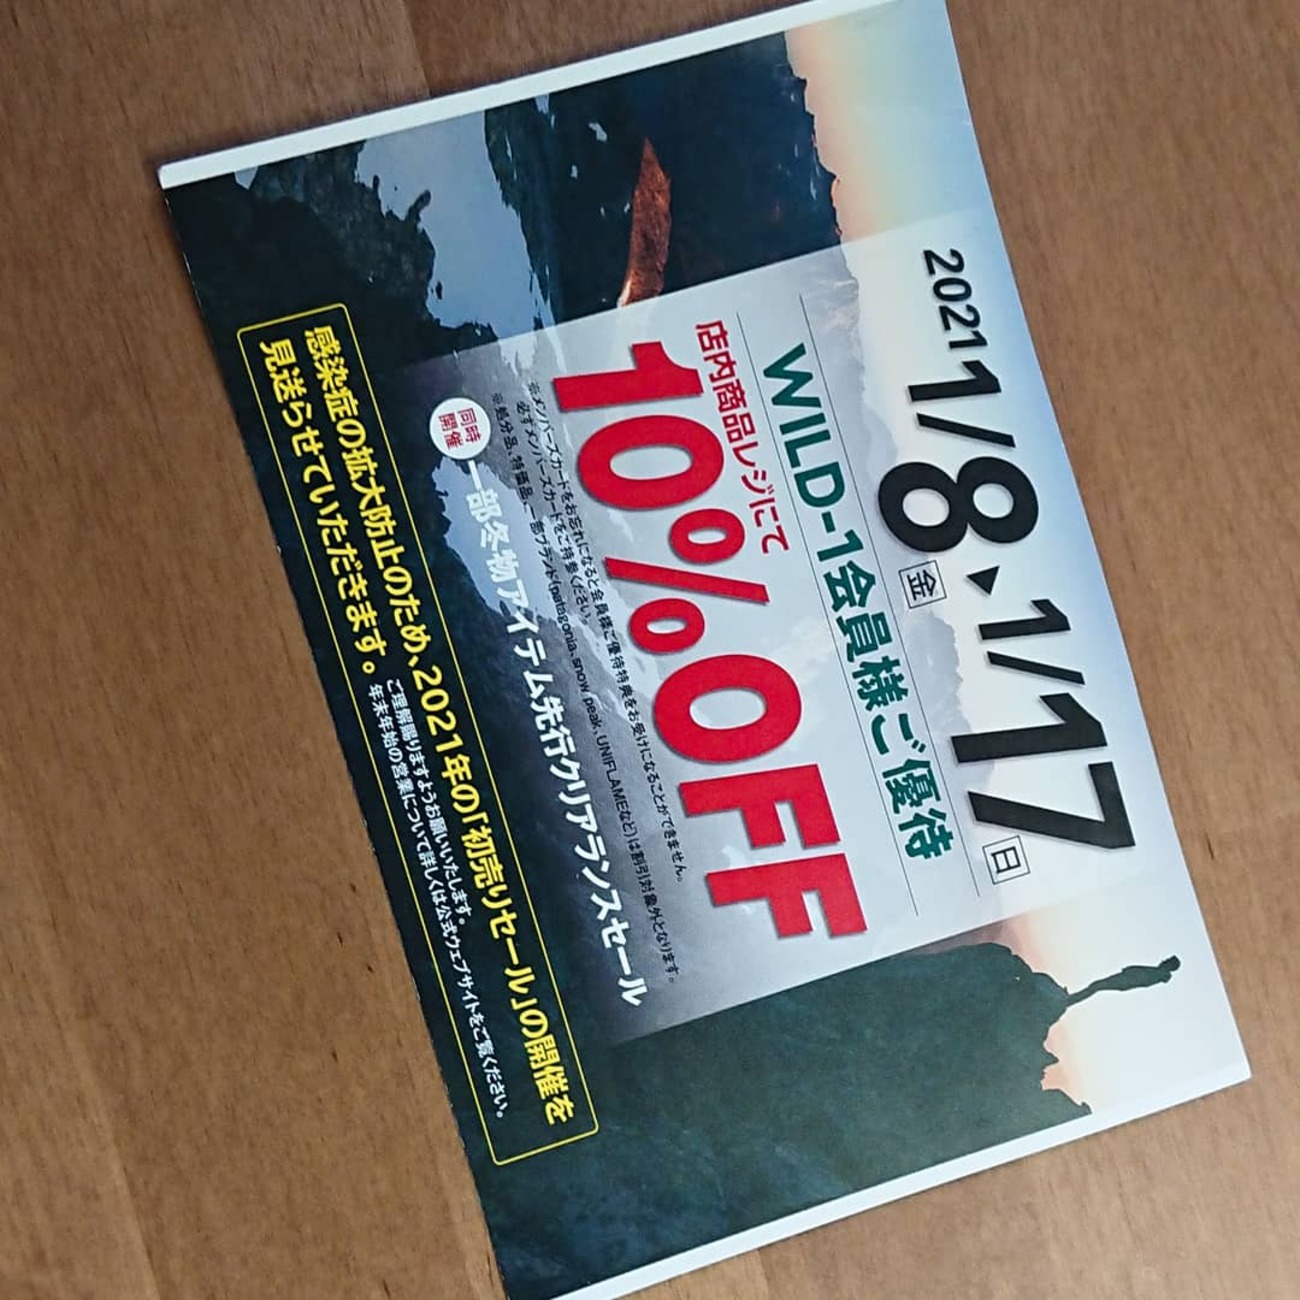 2021 1/8金▶1/17日
WILD-1会員様ご優待
店内商品レジにて
10%OFF
※メンバーズカードをお忘れになると会員様ご優待特典をお受けになることができません。
必ずメンバーズカードをご持参ください。
※処分品、特価品、一部ブランド(patagonia、snow peak、UNIFLAMEなど)は割引対象外となります。
同時開催 一部冬物アイテム先行クリアランスセール
感染症の拡大防止のため、2021年の「初売りセール」の開催を
見送らせていただきます。
ご理解賜りますようお願いいたします。
年末年始の営業について詳しくは公式ウェブサイトをご覧ください。